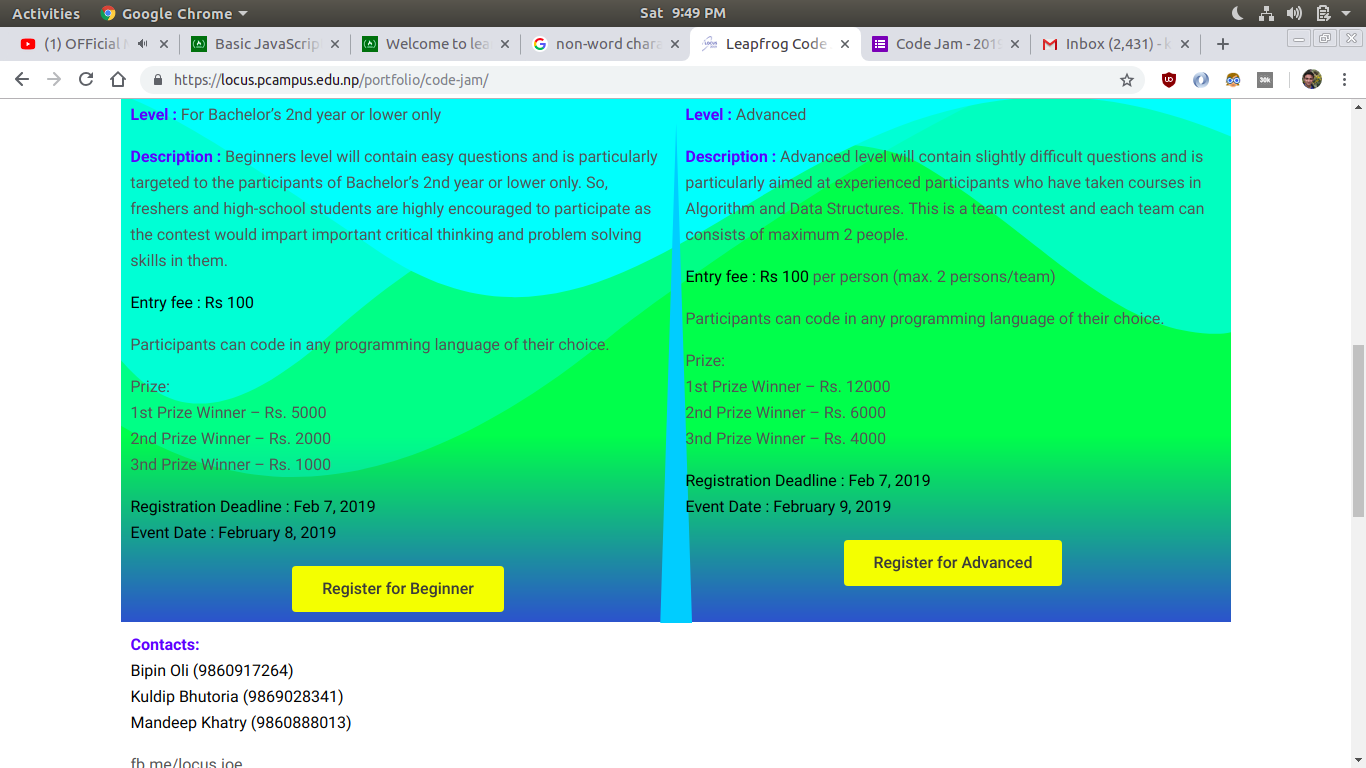 Activities
Google Chrome
Sat 9:49 PM
(1) OFFicial
Basic JavaScrip
Welcome to lea
non-word chara
Leapfrog Code
Code Jam - 2019
Inbox (2,431) - k
https://locus.pcampus.edu.np/portfolio/code-jam/
30k
Level : For Bachelor’s 2nd year or lower only
Description : Beginners level will contain easy questions and is particularly
targeted to the participants of Bachelor’s 2nd year or lower only. So,
freshers and high-school students are highly encouraged to participate as
the contest would impart important critical thinking and problem solving
skills in them.
Entry fee : Rs 100
Participants can code in any programming language of their choice.
Prize:
1st Prize Winner – Rs. 5000
2nd Prize Winner – Rs. 2000
3nd Prize Winner – Rs. 1000
Registration Deadline : Feb 7, 2019
Event Date : February 8, 2019
Register for Beginner
Level : Advanced
Description : Advanced level will contain slightly difficult questions and is
particularly aimed at experienced participants who have taken courses in
Algorithm and Data Structures. This is a team contest and each team can
consists of maximum 2 people.
Entry fee : Rs 100 per person (max. 2 persons/team)
Participants can code in any programming language of their choice.
Prize:
1st Prize Winner – Rs. 12000
2nd Prize Winner – Rs. 6000
3nd Prize Winner – Rs. 4000
Registration Deadline : Feb 7, 2019
Event Date : February 9, 2019
Register for Advanced
Contacts:
Bipin Oli (9860917264)
Kuldip Bhutoria (9869028341)
Mandeep Khatry (9860888013)
fb.me/locus.ioe